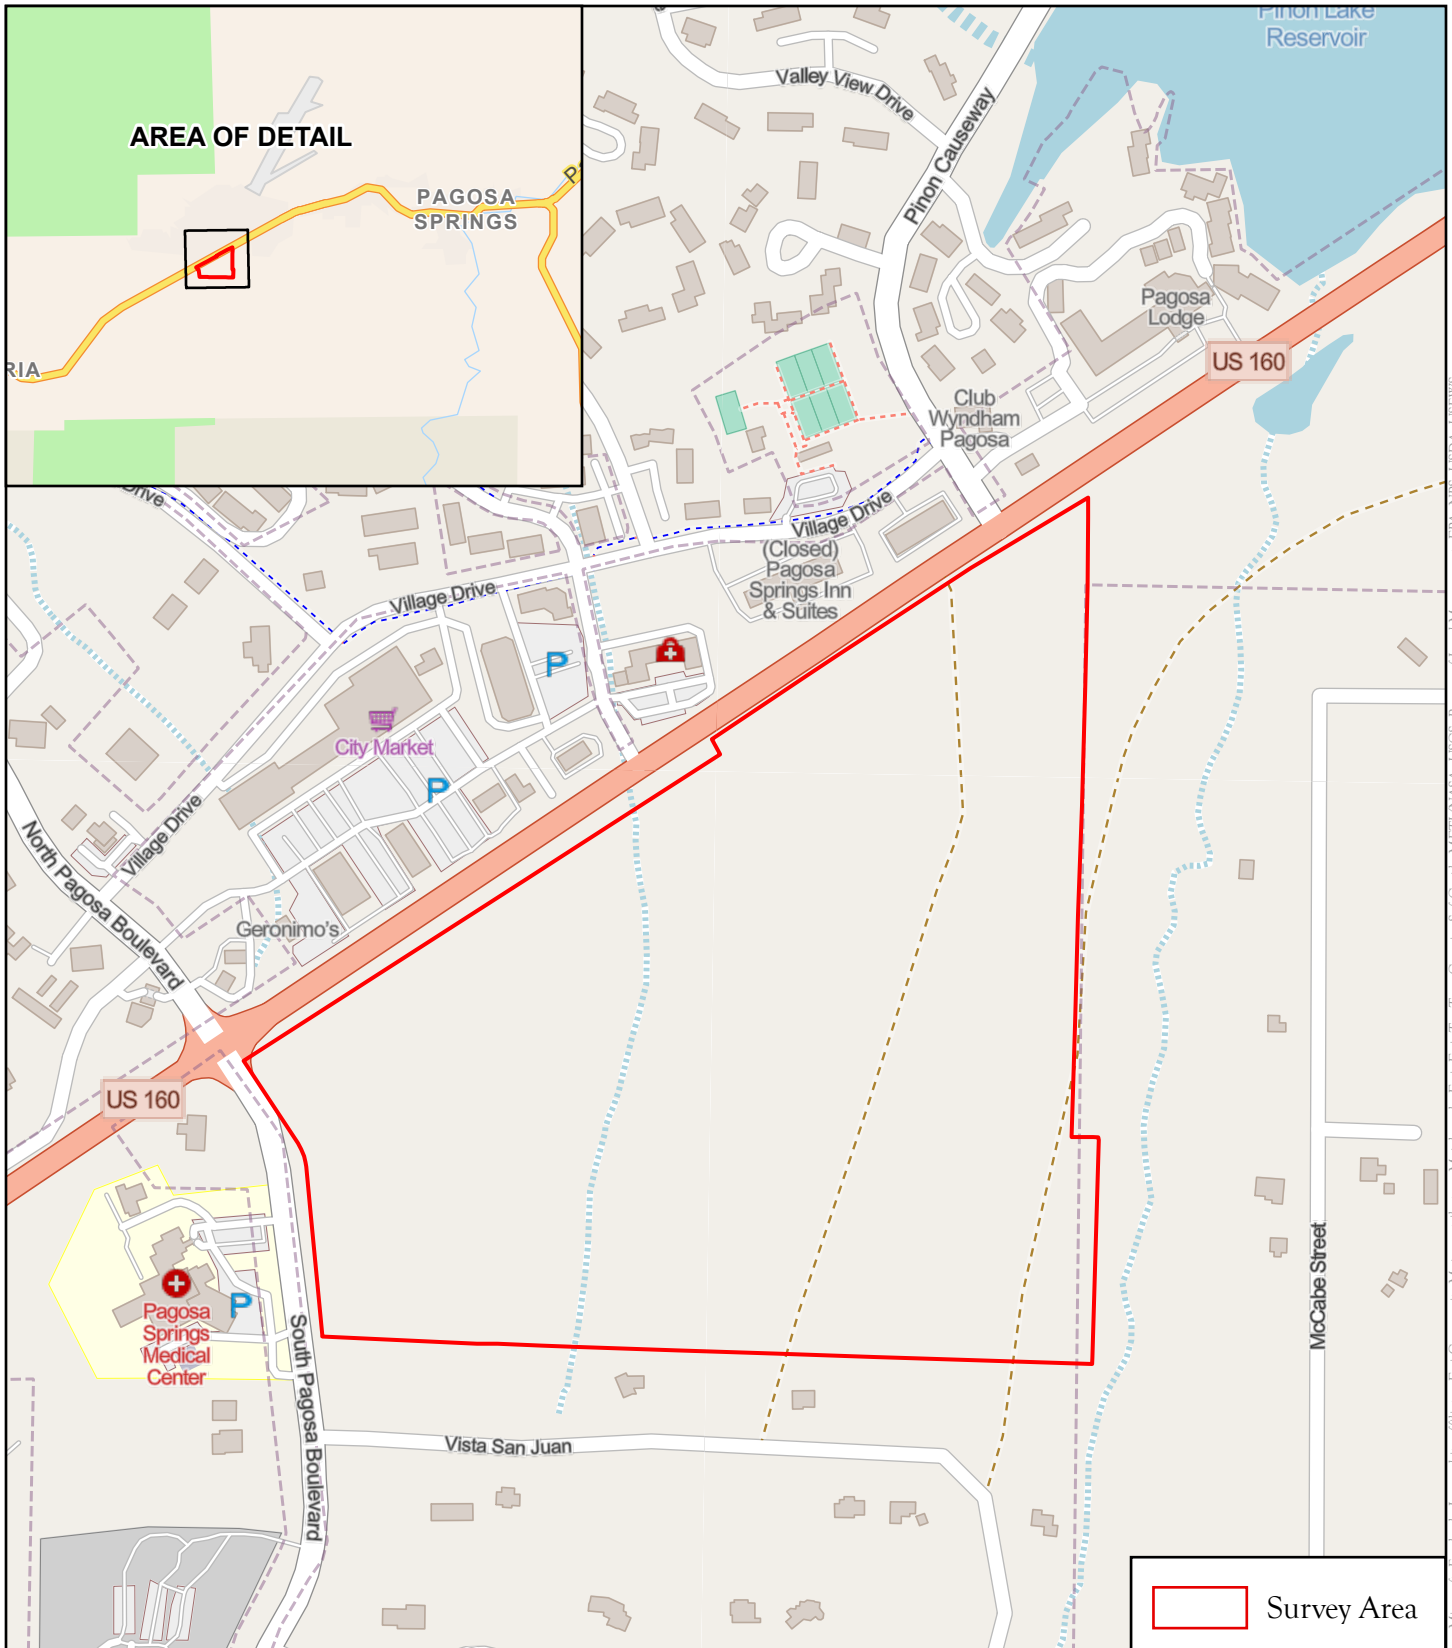 AREA OF DETAIL
PAGOSA
SPRINGS
RIA
Pinon Lake
Reservoir
Valley View Drive
Pinon Causeway
Pagosa
Lodge
US 160
Club
Wyndham
Pagosa
Drive
Village Drive
(Closed)
Pagosa
Springs Inn
& Suites
Village Drive
P
City Market
P
Village Drive
North Pagosa Boulevard
Geronimo's
US 160
Pagosa
Springs
Medical
Center
P
South Pagosa Boulevard
McCabe Street
Vista San Juan
Survey Area